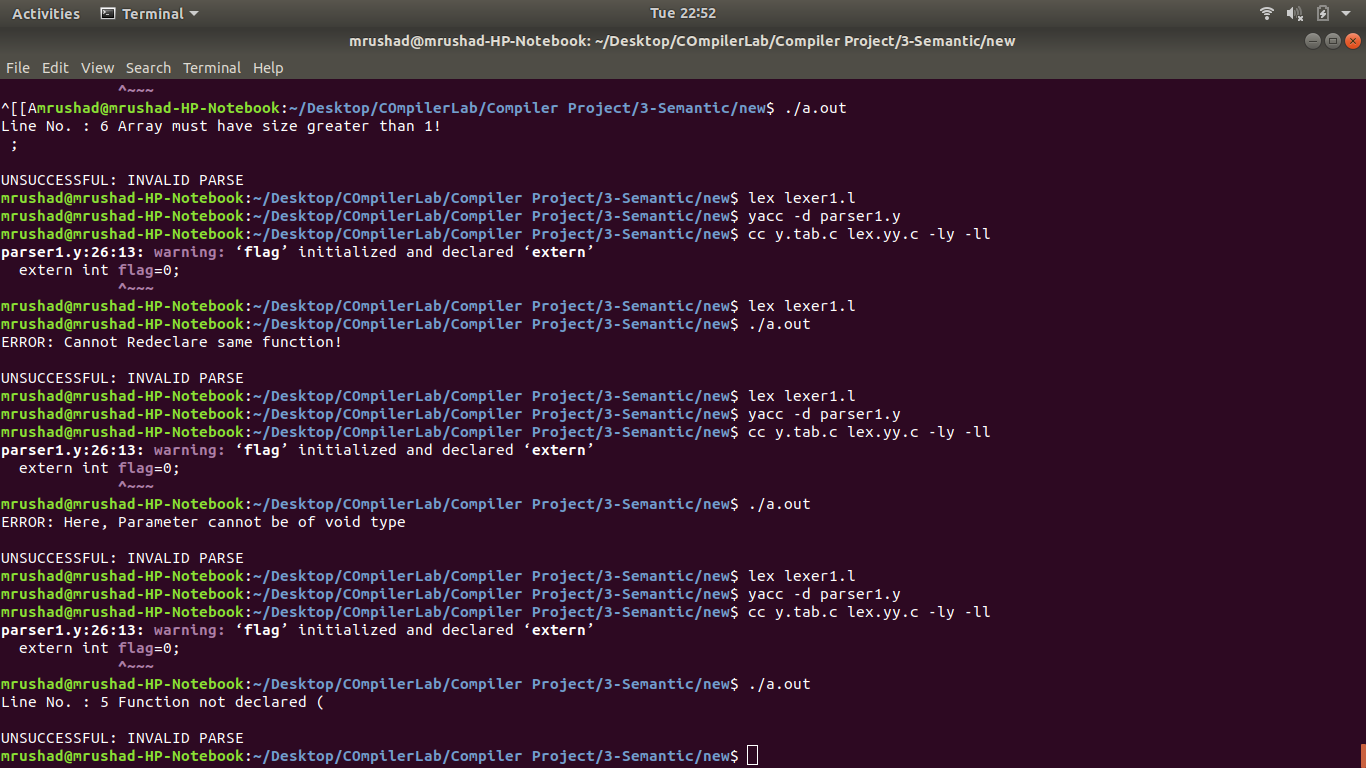 Activities Terminal Tue 22:52
mrushad@mrushad-HP-Notebook: ~/Desktop/COmpilerLab/Compiler Project/3-Semantic/new
File Edit View Search Terminal Help
^~~~
^[[Amrushad@mrushad-HP-Notebook:~/Desktop/COmpilerLab/Compiler Project/3-Semantic/new$ ./a.out
Line No. : 6 Array must have size greater than 1!
;
UNSUCCESSFUL: INVALID PARSE
mrushad@mrushad-HP-Notebook:~/Desktop/COmpilerLab/Compiler Project/3-Semantic/new$ lex lexer1.l
mrushad@mrushad-HP-Notebook:~/Desktop/COmpilerLab/Compiler Project/3-Semantic/new$ yacc -d parser1.y
mrushad@mrushad-HP-Notebook:~/Desktop/COmpilerLab/Compiler Project/3-Semantic/new$ cc y.tab.c lex.yy.c -ly -ll
parser1.y:26:13: warning: ‘flag’ initialized and declared ‘extern’
extern int flag=0;
^~~~
mrushad@mrushad-HP-Notebook:~/Desktop/COmpilerLab/Compiler Project/3-Semantic/new$ lex lexer1.l
mrushad@mrushad-HP-Notebook:~/Desktop/COmpilerLab/Compiler Project/3-Semantic/new$ ./a.out
ERROR: Cannot Redeclare same function!
UNSUCCESSFUL: INVALID PARSE
mrushad@mrushad-HP-Notebook:~/Desktop/COmpilerLab/Compiler Project/3-Semantic/new$ lex lexer1.l
mrushad@mrushad-HP-Notebook:~/Desktop/COmpilerLab/Compiler Project/3-Semantic/new$ yacc -d parser1.y
mrushad@mrushad-HP-Notebook:~/Desktop/COmpilerLab/Compiler Project/3-Semantic/new$ cc y.tab.c lex.yy.c -ly -ll
parser1.y:26:13: warning: ‘flag’ initialized and declared ‘extern’
extern int flag=0;
^~~~
mrushad@mrushad-HP-Notebook:~/Desktop/COmpilerLab/Compiler Project/3-Semantic/new$ ./a.out
ERROR: Here, Parameter cannot be of void type
UNSUCCESSFUL: INVALID PARSE
mrushad@mrushad-HP-Notebook:~/Desktop/COmpilerLab/Compiler Project/3-Semantic/new$ lex lexer1.l
mrushad@mrushad-HP-Notebook:~/Desktop/COmpilerLab/Compiler Project/3-Semantic/new$ yacc -d parser1.y
mrushad@mrushad-HP-Notebook:~/Desktop/COmpilerLab/Compiler Project/3-Semantic/new$ cc y.tab.c lex.yy.c -ly -ll
parser1.y:26:13: warning: ‘flag’ initialized and declared ‘extern’
extern int flag=0;
^~~~
mrushad@mrushad-HP-Notebook:~/Desktop/COmpilerLab/Compiler Project/3-Semantic/new$ ./a.out
Line No. : 5 Function not declared (
UNSUCCESSFUL: INVALID PARSE
mrushad@mrushad-HP-Notebook:~/Desktop/COmpilerLab/Compiler Project/3-Semantic/new$